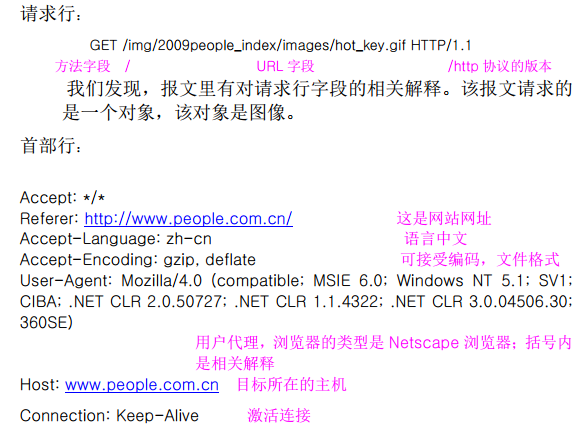 请求行:
GET /img/2009people_index/images/hot_key.gif HTTP/1.1
方法字段 / URL 字段 /http 协议的版本
我们发现，报文里有对请求行字段的相关解释。该报文请求的
是一个对象，该对象是图像。
首部行:
Accept: */*
Referer: http://www.people.com.cn/ 这是网站网址
Accept-Language: zh-cn 语言中文
Accept-Encoding: gzip, deflate 可接受编码，文件格式
User-Agent: Mozilla/4.0 (compatible; MSIE 6.0; Windows NT 5.1; SV1;
CIBA; .NET CLR 2.0.50727; .NET CLR 1.1.4322; .NET CLR 3.0.04506.30;
360SE)
用户代理，浏览器的类型是 Netscape 浏览器；括号内
是相关解释
Host: www.people.com.cn 目标所在的主机
Connection: Keep-Alive 激活连接